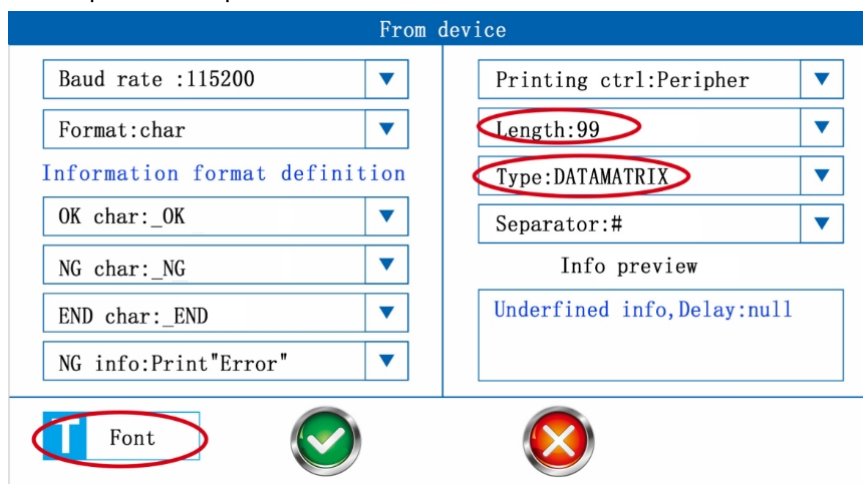 From device
Baud rate :115200
Format:char
Information format definition
OK char:_OK
NG char:_NG
END char:_END
NG info:Print"Error"
Printing ctrl:Peripher
Length:99
Type:DATAMATRIX
Separator:#
Info preview
Underfined info,Delay:null
T Font